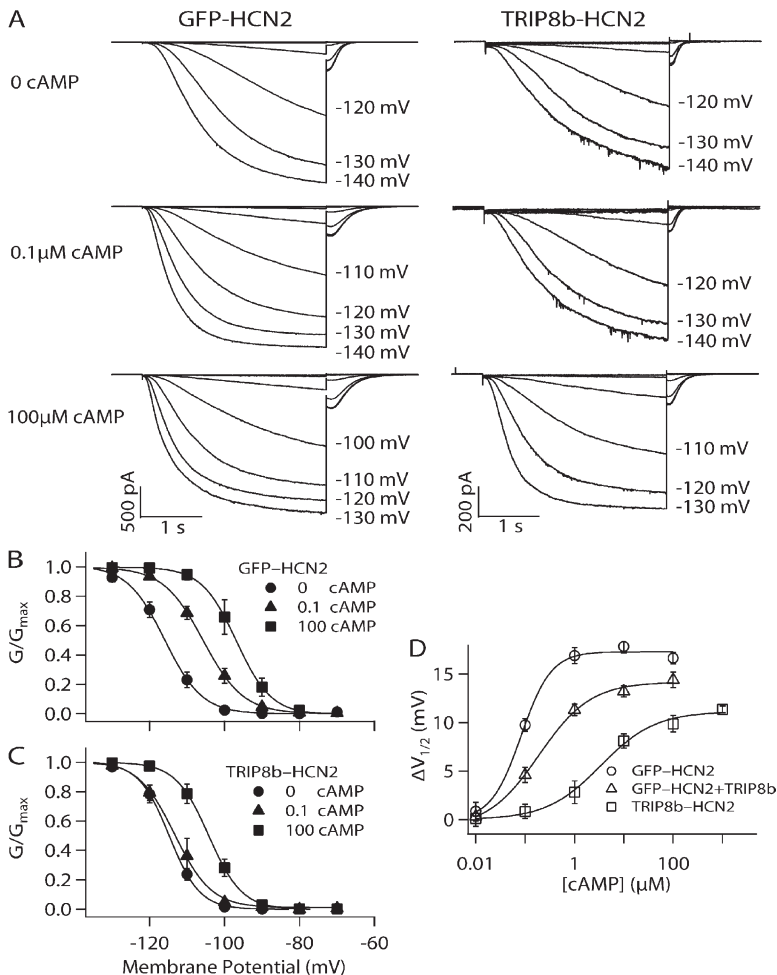 A
GFP–HCN2
TRIP8b-HCN2
0 cAMP
-120 mV
-130 mV
-140 mV
-120 mV
-130 mV
-140 mV
0.1μM cAMP
-110 mV
-120 mV
-130 mV
-140 mV
-120 mV
-130 mV
-140 mV
100μM cAMP
-100 mV
-110 mV
-120 mV
-130 mV
500 pA
1 s
-110 mV
-120 mV
-130 mV
200 pA
1 s
B
GFP–HCN2
0 cAMP
0.1 cAMP
100 cAMP
G/Gmax
1.0
0.8
0.6
0.4
0.2
0.0
C
TRIP8b–HCN2
0 cAMP
0.1 cAMP
100 cAMP
G/Gmax
1.0
0.8
0.6
0.4
0.2
0.0
-120 -100 -80 -60
Membrane Potential (mV)
D
ΔV1/2 (mV)
15
10
5
0
GFP–HCN2
GFP–HCN2+TRIP8b
TRIP8b–HCN2
0.01 1 100
[cAMP] (μM)